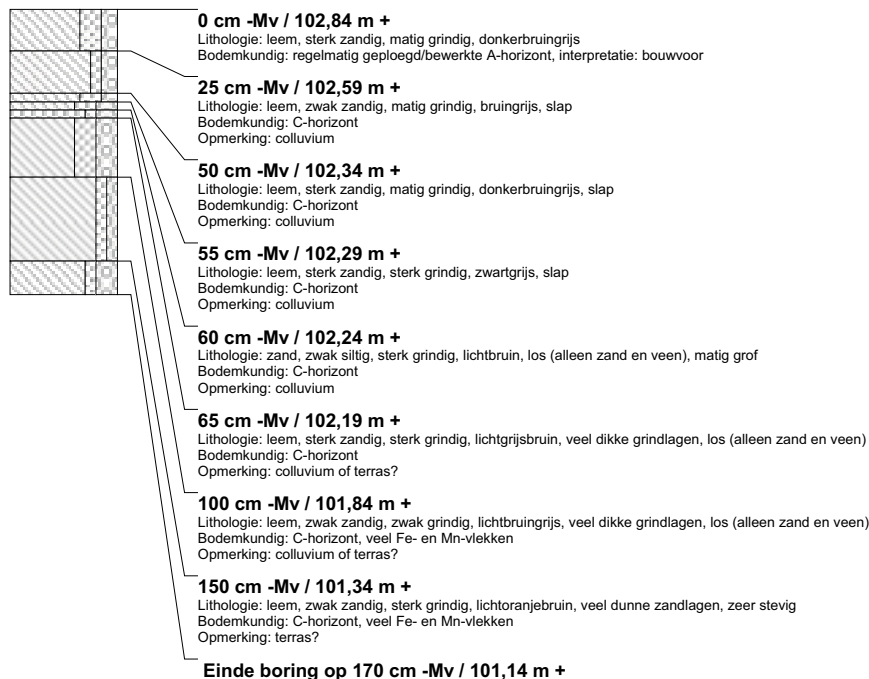 0 cm -Mv / 102,84 m +
Lithologie: leem, sterk zandig, matig grindig, donkerbruingrijs
Bodemkundig: regelmatig geploegd/bewerkte A-horizont, interpretatie: bouwvoor
25 cm -Mv / 102,59 m +
Lithologie: leem, zwak zandig, matig grindig, bruingrijs, slap
Bodemkundig: C-horizont
Opmerking: colluvium
50 cm -Mv / 102,34 m +
Lithologie: leem, sterk zandig, matig grindig, donkerbruingrijs, slap
Bodemkundig: C-horizont
Opmerking: colluvium
55 cm -Mv / 102,29 m +
Lithologie: leem, sterk zandig, sterk grindig, zwartgrijs, slap
Bodemkundig: C-horizont
Opmerking: colluvium
60 cm -Mv / 102,24 m +
Lithologie: zand, zwak siltig, sterk grindig, lichtbruin, los (alleen zand en veen), matig grof
Bodemkundig: C-horizont
Opmerking: colluvium
65 cm -Mv / 102,19 m +
Lithologie: leem, sterk zandig, sterk grindig, lichtgrijsbruin, veel dikke grindlagen, los (alleen zand en veen)
Bodemkundig: C-horizont
Opmerking: colluvium of terras?
100 cm -Mv / 101,84 m +
Lithologie: leem, zwak zandig, zwak grindig, lichtbruingrijs, veel dikke grindlagen, los (alleen zand en veen)
Bodemkundig: C-horizont, veel Fe- en Mn-vlekken
Opmerking: colluvium of terras?
150 cm -Mv / 101,34 m +
Lithologie: leem, zwak zandig, sterk grindig, lichtoranjebruin, veel dunne zandlagen, zeer stevig
Bodemkundig: C-horizont, veel Fe- en Mn-vlekken
Opmerking: terras?
Einde boring op 170 cm -Mv / 101,14 m +